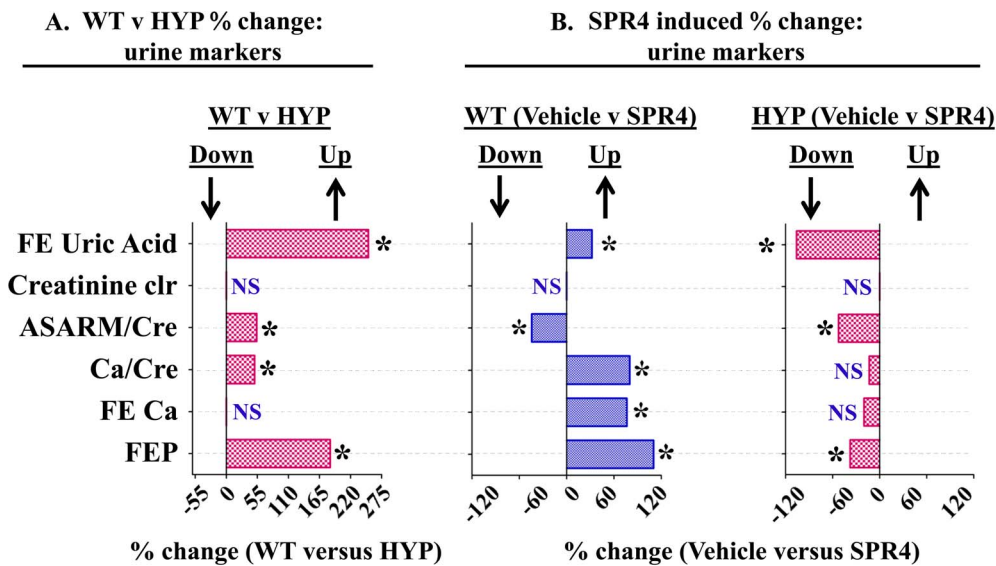 A. WT v HYP % change:
urine markers
B. SPR4 induced % change:
urine markers
WT v HYP
Down
Up
WT (Vehicle v SPR4)
Down
Up
HYP (Vehicle v SPR4)
Down
Up
FE Uric Acid
*
*
*
Creatinine clr
NS
NS
NS
ASARM/Cre
*
*
*
Ca/Cre
*
*
NS
FE Ca
NS
*
NS
FEP
*
*
*
-55 0 55 110 165 220 275
-120 -60 0 60 120
-120 -60 0 60 120
% change (WT versus HYP)
% change (Vehicle versus SPR4)